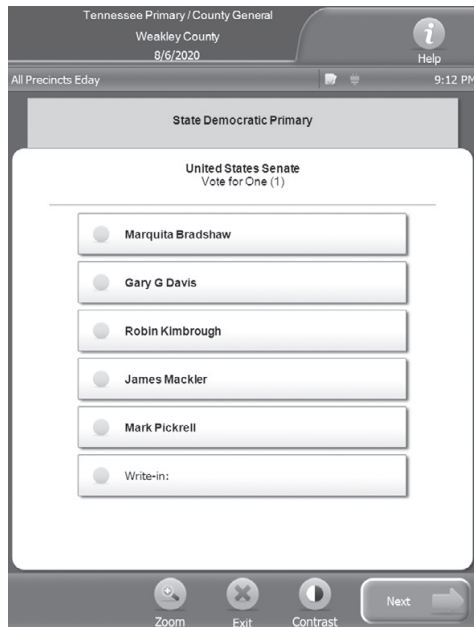 Tennessee Primary / County General
Weakley County
8/6/2020
Help
All Precincts Eday
9:12 PM
State Democratic Primary
United States Senate
Vote for One (1)
Marquita Bradshaw
Gary G Davis
Robin Kimbrough
James Mackler
Mark Pickrell
Write-in:
Zoom
Exit
Contrast
Next